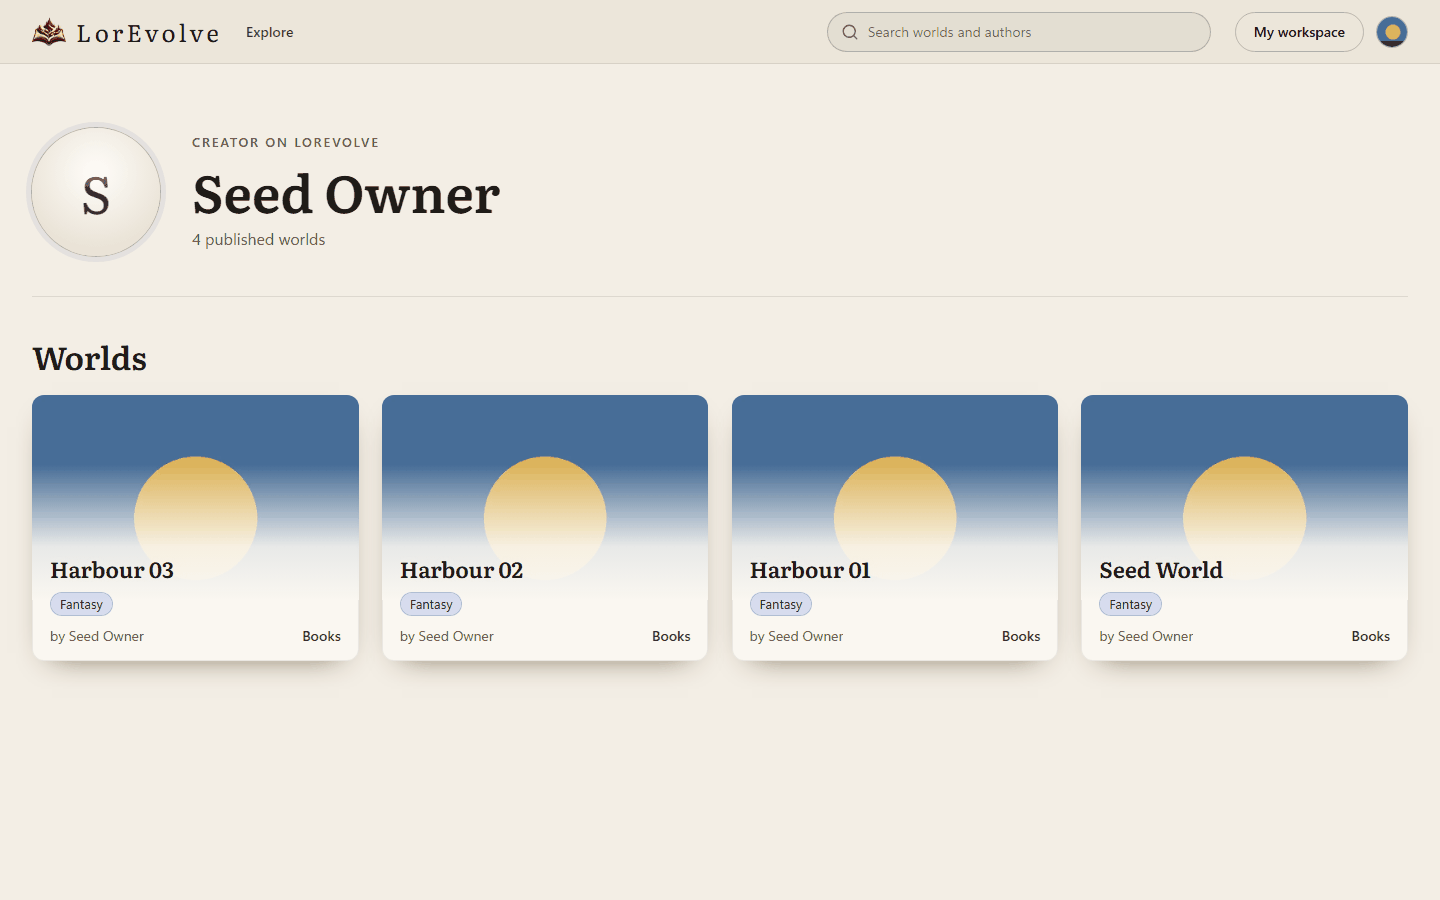 LorEvolve
Explore
Search worlds and authors
My workspace
S
CREATOR ON LOREVOLVE
Seed Owner
4 published worlds
Worlds
Harbour 03
Fantasy
by Seed Owner
Books
Harbour 02
Fantasy
by Seed Owner
Books
Harbour 01
Fantasy
by Seed Owner
Books
Seed World
Fantasy
by Seed Owner
Books